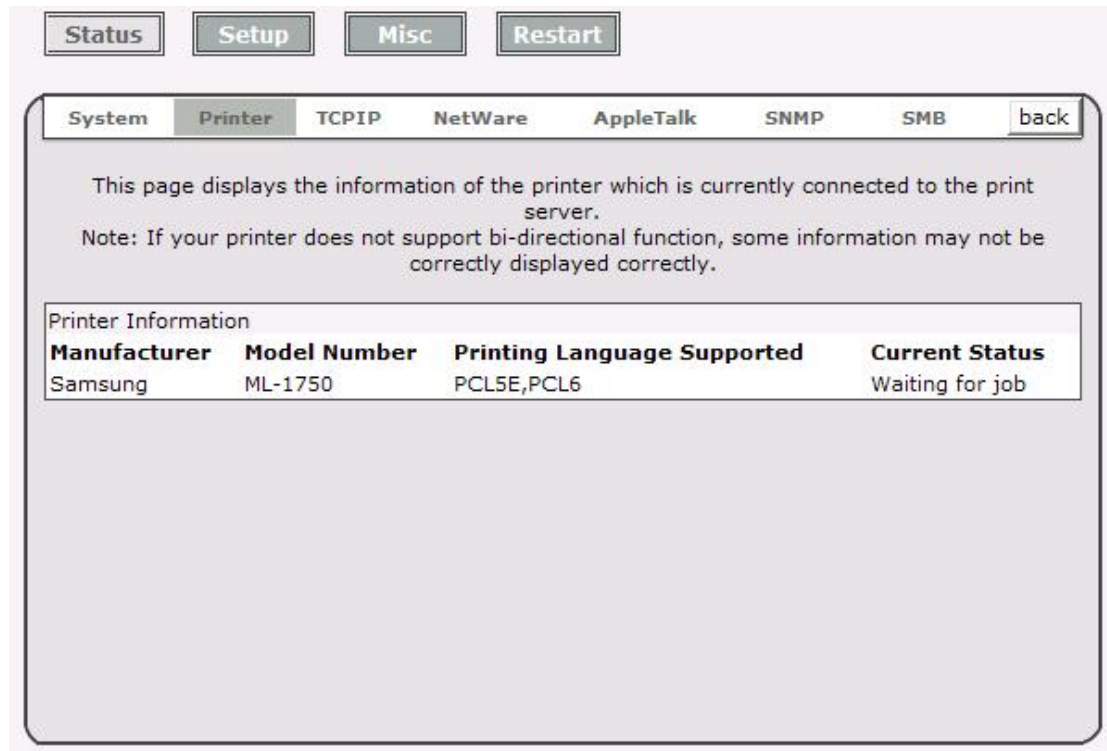 Status Setup Misc Restart
System Printer TCPIP NetWare AppleTalk SNMP SMB back
This page displays the information of the printer which is currently connected to the print
server.
Note: If your printer does not support bi-directional function, some information may not be
correctly displayed correctly.
Printer Information
Manufacturer Model Number Printing Language Supported Current Status
Samsung ML-1750 PCL5E,PCL6 Waiting for job